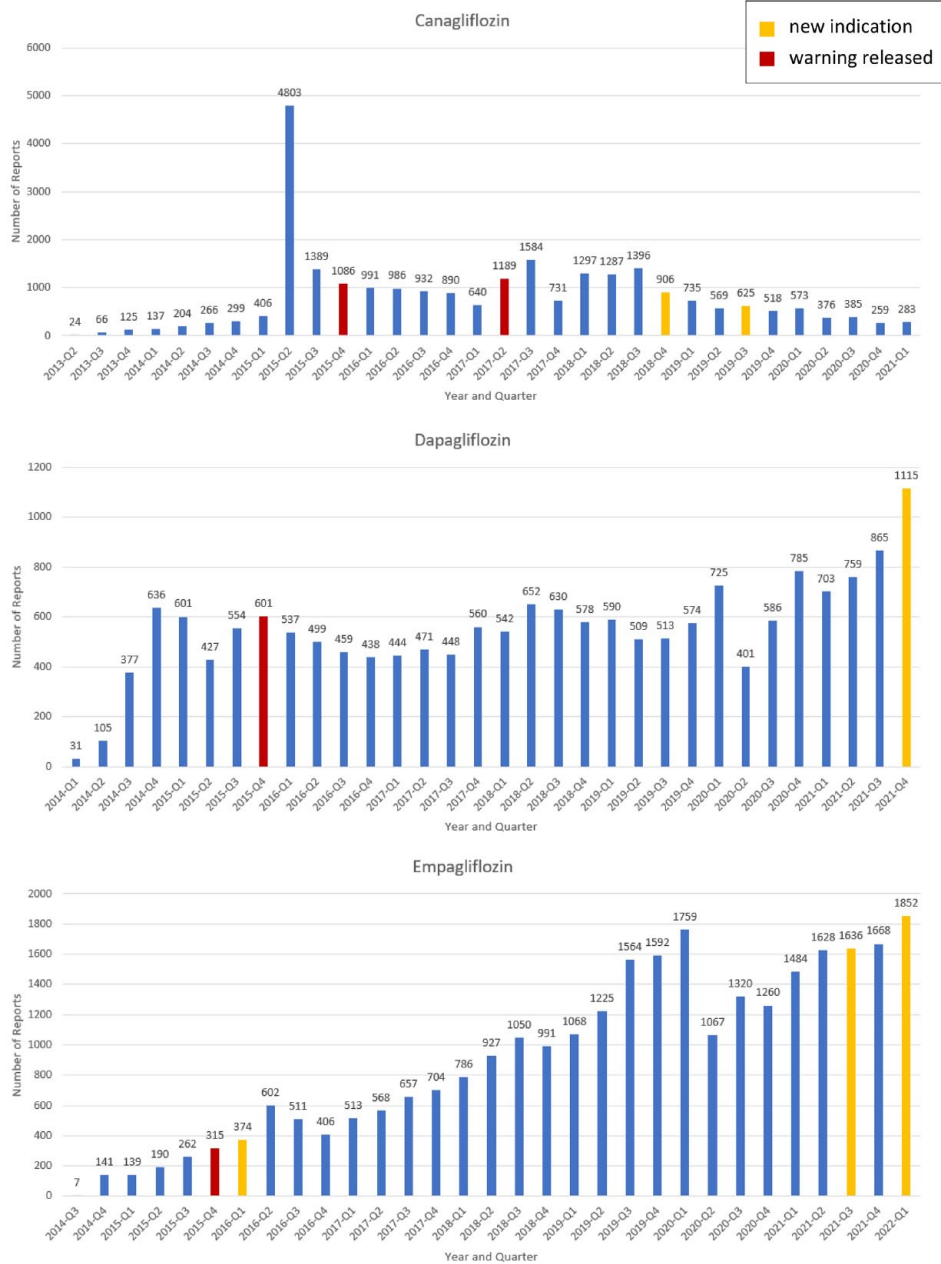 Canagliflozin
new indication
warning released
Number of Reports
6000
5000
4000
3000
2000
1000
0
24 66 125 137 204 266 299 406 4803 1389 1086 991 986 932 890 640 1189 1584 731 1297 1287 1396 906 735 569 625 518 573 376 385 259 283
2013-Q2 2013-Q3 2013-Q4 2014-Q1 2014-Q2 2014-Q3 2014-Q4 2015-Q1 2015-Q2 2015-Q3 2015-Q4 2016-Q1 2016-Q2 2016-Q3 2016-Q4 2017-Q1 2017-Q2 2017-Q3 2017-Q4 2018-Q1 2018-Q2 2018-Q3 2018-Q4 2019-Q1 2019-Q2 2019-Q3 2019-Q4 2020-Q1 2020-Q2 2020-Q3 2020-Q4 2021-Q1
Year and Quarter
Dapagliflozin
Number of Reports
1200
1000
800
600
400
200
0
31 105 377 636 601 427 554 601 537 499 459 438 444 471 448 560 542 652 630 578 590 509 513 574 725 401 586 785 703 759 865 1115
2014-Q1 2014-Q2 2014-Q3 2014-Q4 2015-Q1 2015-Q2 2015-Q3 2015-Q4 2016-Q1 2016-Q2 2016-Q3 2016-Q4 2017-Q1 2017-Q2 2017-Q3 2017-Q4 2018-Q1 2018-Q2 2018-Q3 2018-Q4 2019-Q1 2019-Q2 2019-Q3 2019-Q4 2020-Q1 2020-Q2 2020-Q3 2020-Q4 2021-Q1 2021-Q2 2021-Q3 2021-Q4
Year and Quarter
Empagliflozin
Number of Reports
2000
1800
1600
1400
1200
1000
800
600
400
200
0
7 141 139 190 262 315 374 602 511 406 513 568 657 704 786 927 1050 991 1068 1225 1564 1592 1759 1067 1320 1260 1484 1628 1636 1668 1852
2014-Q3 2014-Q4 2015-Q1 2015-Q2 2015-Q3 2015-Q4 2016-Q1 2016-Q2 2016-Q3 2016-Q4 2017-Q1 2017-Q2 2017-Q3 2017-Q4 2018-Q1 2018-Q2 2018-Q3 2018-Q4 2019-Q1 2019-Q2 2019-Q3 2019-Q4 2020-Q1 2020-Q2 2020-Q3 2020-Q4 2021-Q1 2021-Q2 2021-Q3 2021-Q4 2022-Q1
Year and Quarter